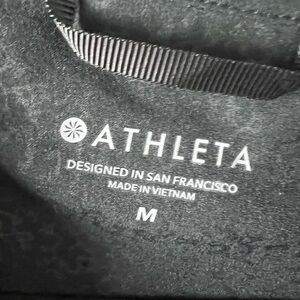 ATHLETA
DESIGNED IN SAN FRANCISCO
MADE IN VIETNAM
M